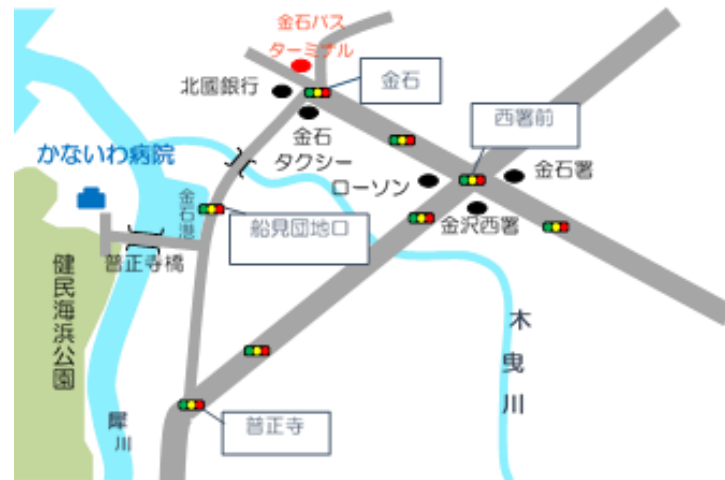 金石バス
ターミナル
北國銀行
金石
金石
タクシー
西署前
かないわ病院
ローソン
金石署
金沢西署
金石港
船見団地口
普正寺橋
健民海浜公園
木曳川
犀川
普正寺